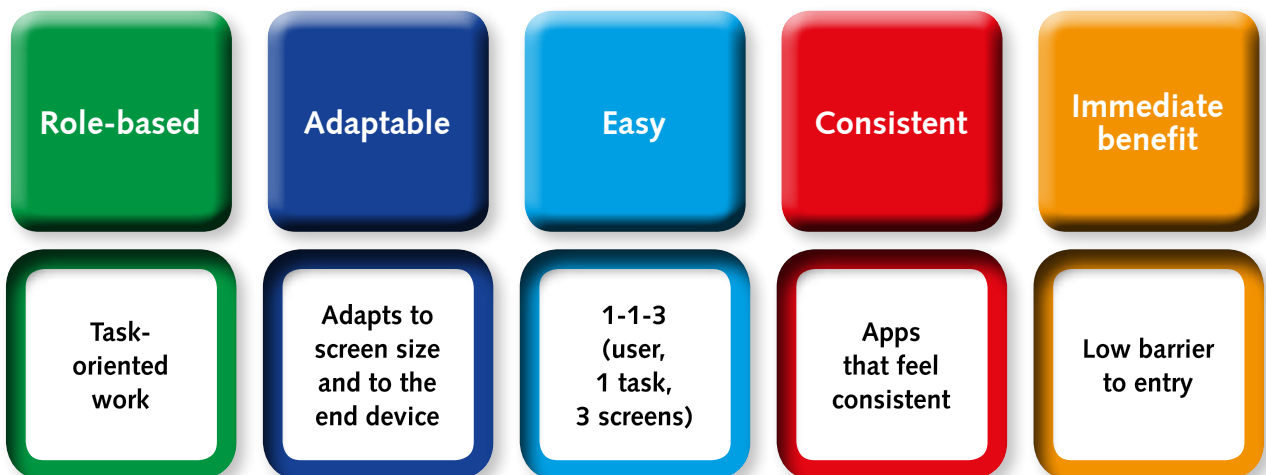 Role-based
Adaptable
Easy
Consistent
Immediate
benefit
Task-
oriented
work
Adapts to
screen size
and to the
end device
1-1-3
(user,
1 task,
3 screens)
Apps
that feel
consistent
Low barrier
to entry